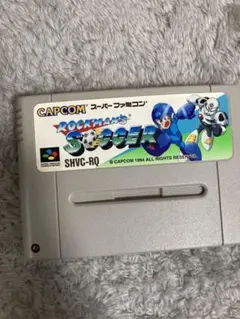 CAPCOM スーパーファミコン
ROCKMAN'S
SOCCER
© CAPCOM 1994 ALL RIGHTS RESERVED.
SHVC-RQ